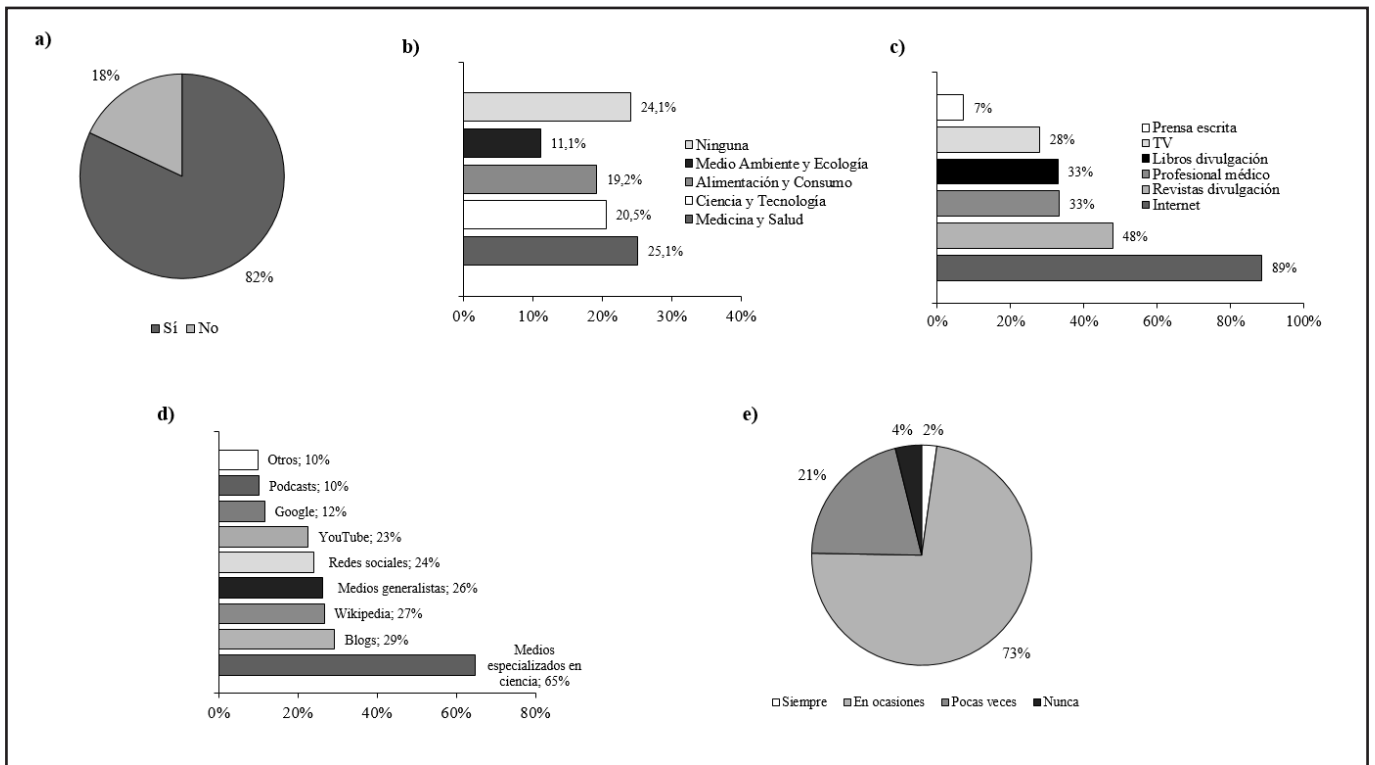 a)
18%
82%
Sí No
b)
24,1%
11,1%
19,2%
20,5%
25,1%
0% 10% 20% 30% 40%
Ninguna
Medio Ambiente y Ecología
Alimentación y Consumo
Ciencia y Tecnología
Medicina y Salud
c)
7%
28%
33%
33%
48%
89%
0% 20% 40% 60% 80% 100%
Prensa escrita
TV
Libros divulgación
Profesional médico
Revistas divulgación
Internet
d)
Otros; 10%
Podcasts; 10%
Google; 12%
YouTube; 23%
Redes sociales; 24%
Medios generalistas; 26%
Wikipedia; 27%
Blogs; 29%
Medios
especializados en
ciencia; 65%
0% 20% 40% 60% 80%
e)
4% 2%
21%
73%
Siempre En ocasiones Pocas veces Nunca